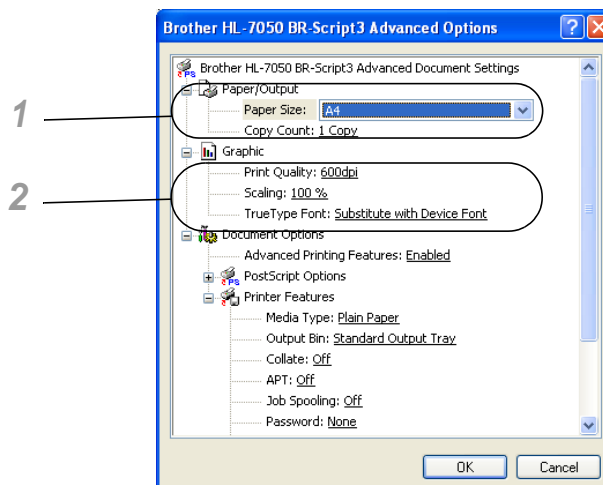 Brother HL-7050 BR-Script3 Advanced Options
Brother HL-7050 BR-Script3 Advanced Document Settings
Paper/Output
1
Paper Size: A4
Copy Count: 1 Copy
Graphic
Print Quality: 600dpi
2
Scaling: 100 %
TrueType Font: Substitute with Device Font
Document Options
Advanced Printing Features: Enabled
PostScript Options
Printer Features
Media Type: Plain Paper
Output Bin: Standard Output Tray
Collate: Off
APT: Off
Job Spooling: Off
Password: None
OK Cancel